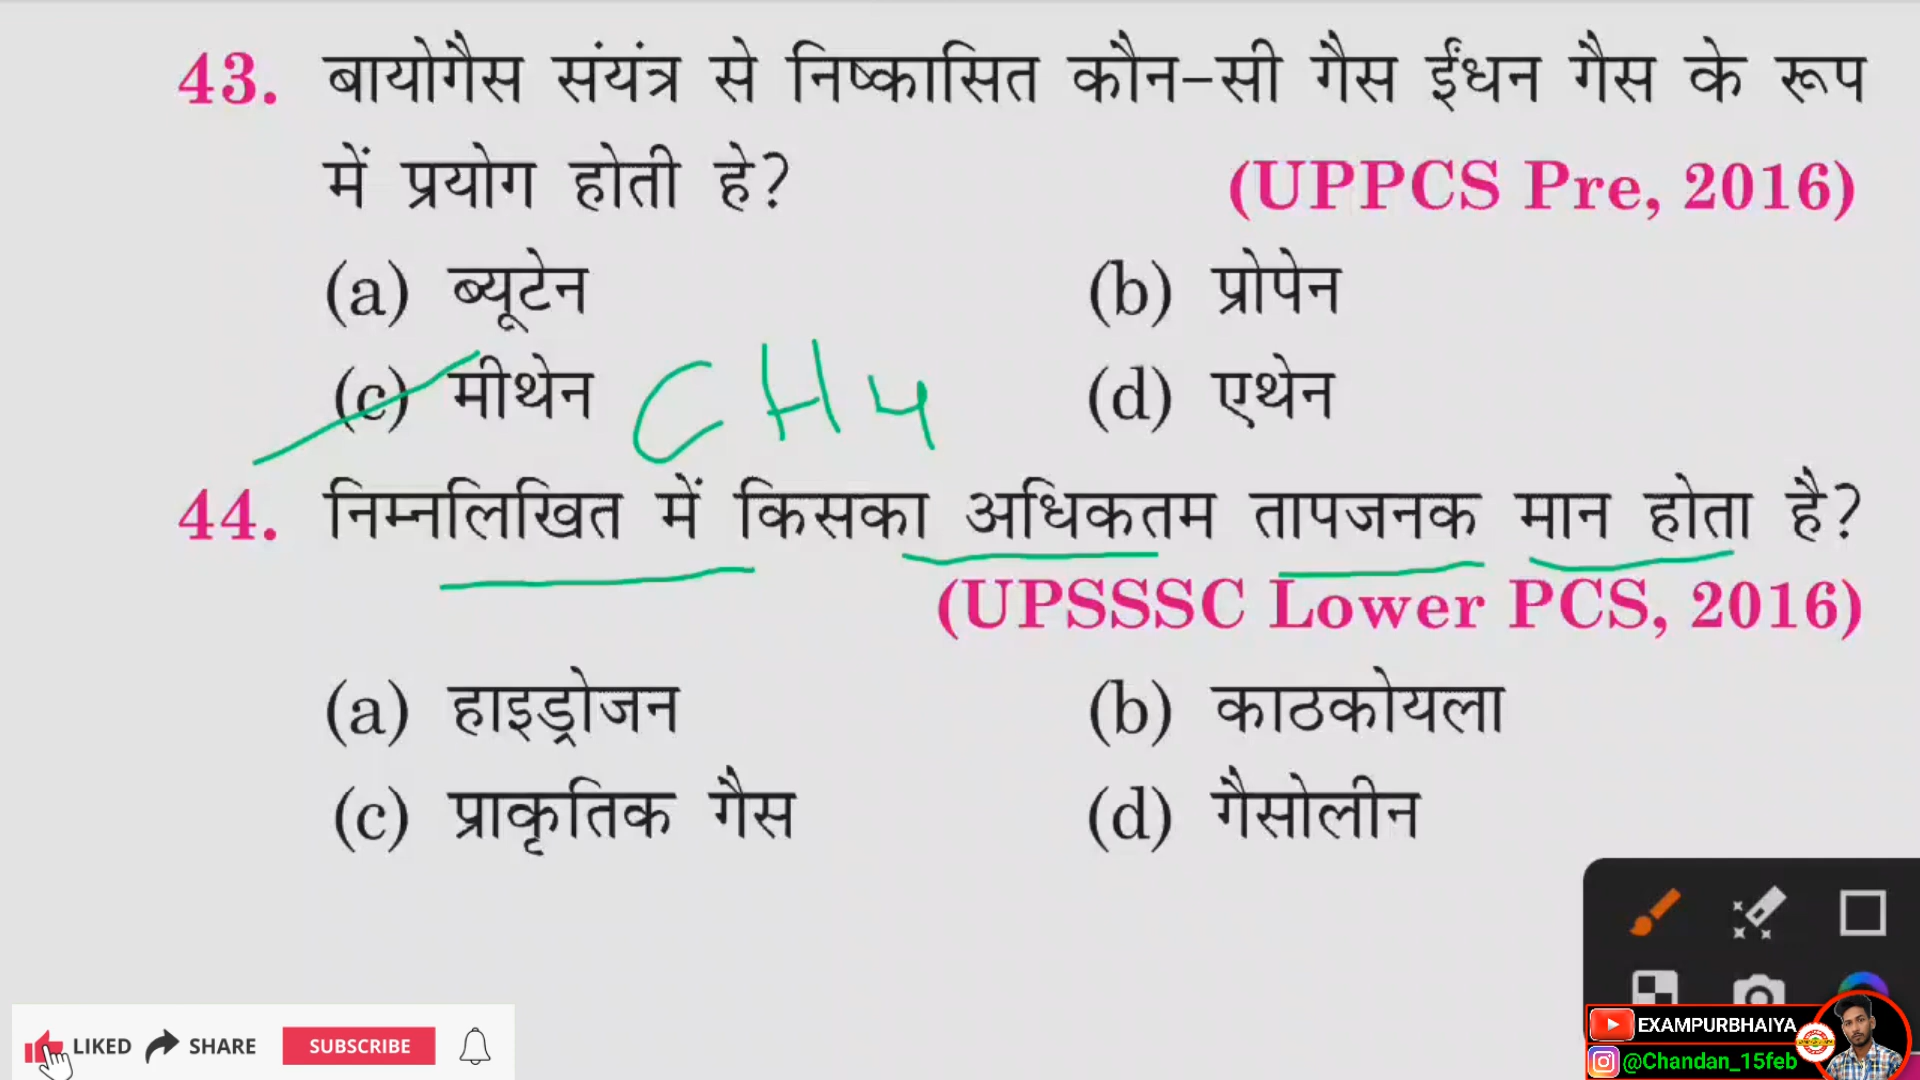 43. बायोगैस संयंत्र से निष्कासित कौन-सी गैस ईंधन गैस के रूप
में प्रयोग होती हे? (UPPCS Pre, 2016)
(a) ब्यूटेन (b) प्रोपेन
(c) मीथेन CH4 (d) एथेन
44. निम्नलिखित में किसका अधिकतम तापजनक मान होता है?
(UPSSSC Lower PCS, 2016)
(a) हाइड्रोजन (b) काठकोयला
(c) प्राकृतिक गैस (d) गैसोलीन
LIKED SHARE SUBSCRIBE
EXAMPURBHAIYA
@Chandan_15feb